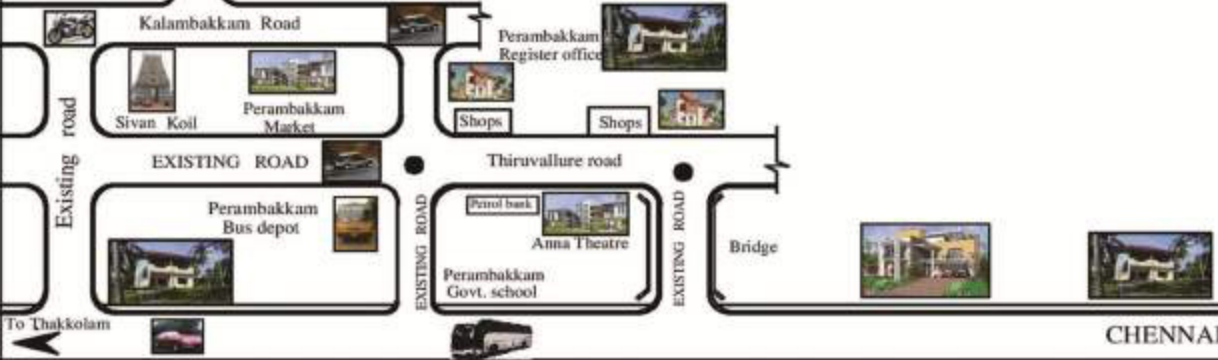 Kalambakkam Road
Perambakkam
Register office
Sivan Koil
Perambakkam
Market
Shops
Shops
Existing road
EXISTING ROAD
Thiruvallure road
Perambakkam
Bus depot
EXISTING ROAD
Petrol bank
Anna Theatre
Perambakkam
Govt. school
EXISTING ROAD
Bridge
To Thakkolam
CHENNAI